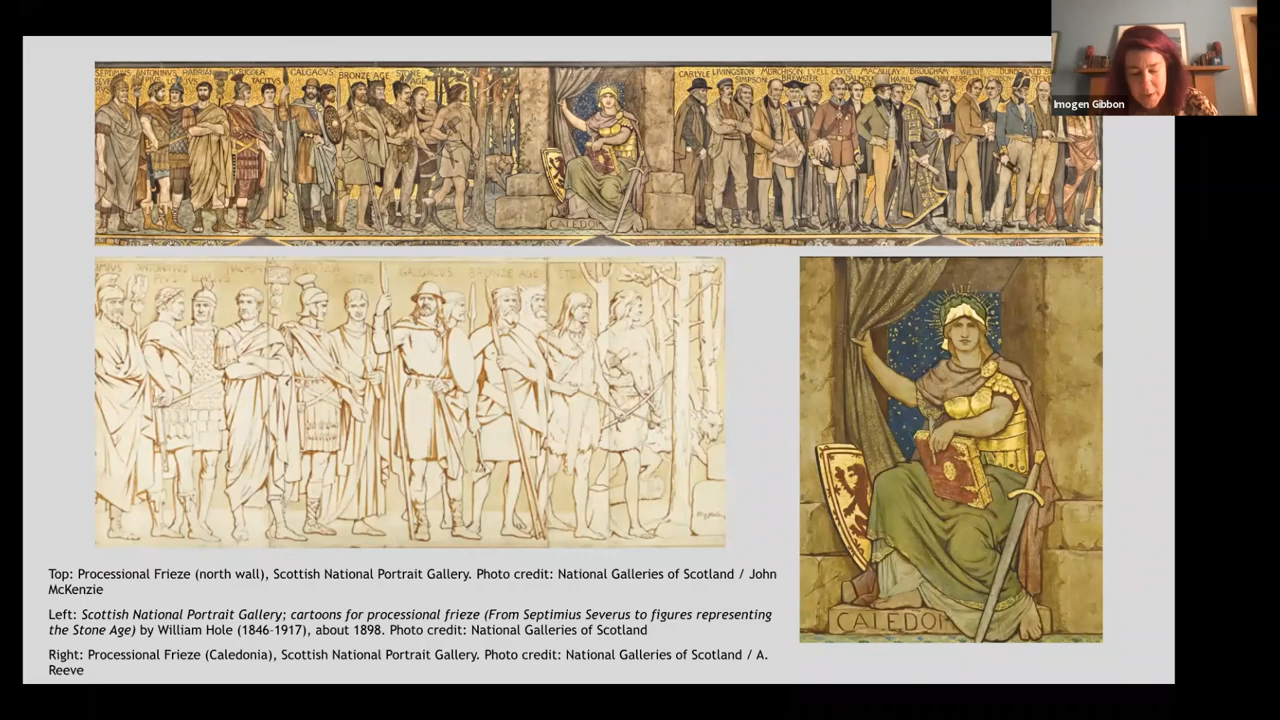 Imogen Gibbon
SEPTIMIUS ANTONINVS HADRIAN AGRICOLA CALGACUS BRONZE AGE STONE
PIVS TACITUS AGE
CARLYLE LIVINGSTON MURCHISON LYELL CLYDE MACAULAY BROUGHAM WILKIE
SIMPSON BREWSTER
CALEDON
BRONZE AGE
CALEDON
Top: Processional Frieze (north wall), Scottish National Portrait Gallery. Photo credit: National Galleries of Scotland / John
McKenzie
Left: Scottish National Portrait Gallery; cartoons for processional frieze (From Septimius Severus to figures representing
the Stone Age) by William Hole (1846–1917), about 1898. Photo credit: National Galleries of Scotland
Right: Processional Frieze (Caledonia), Scottish National Portrait Gallery. Photo credit: National Galleries of Scotland / A.
Reeve